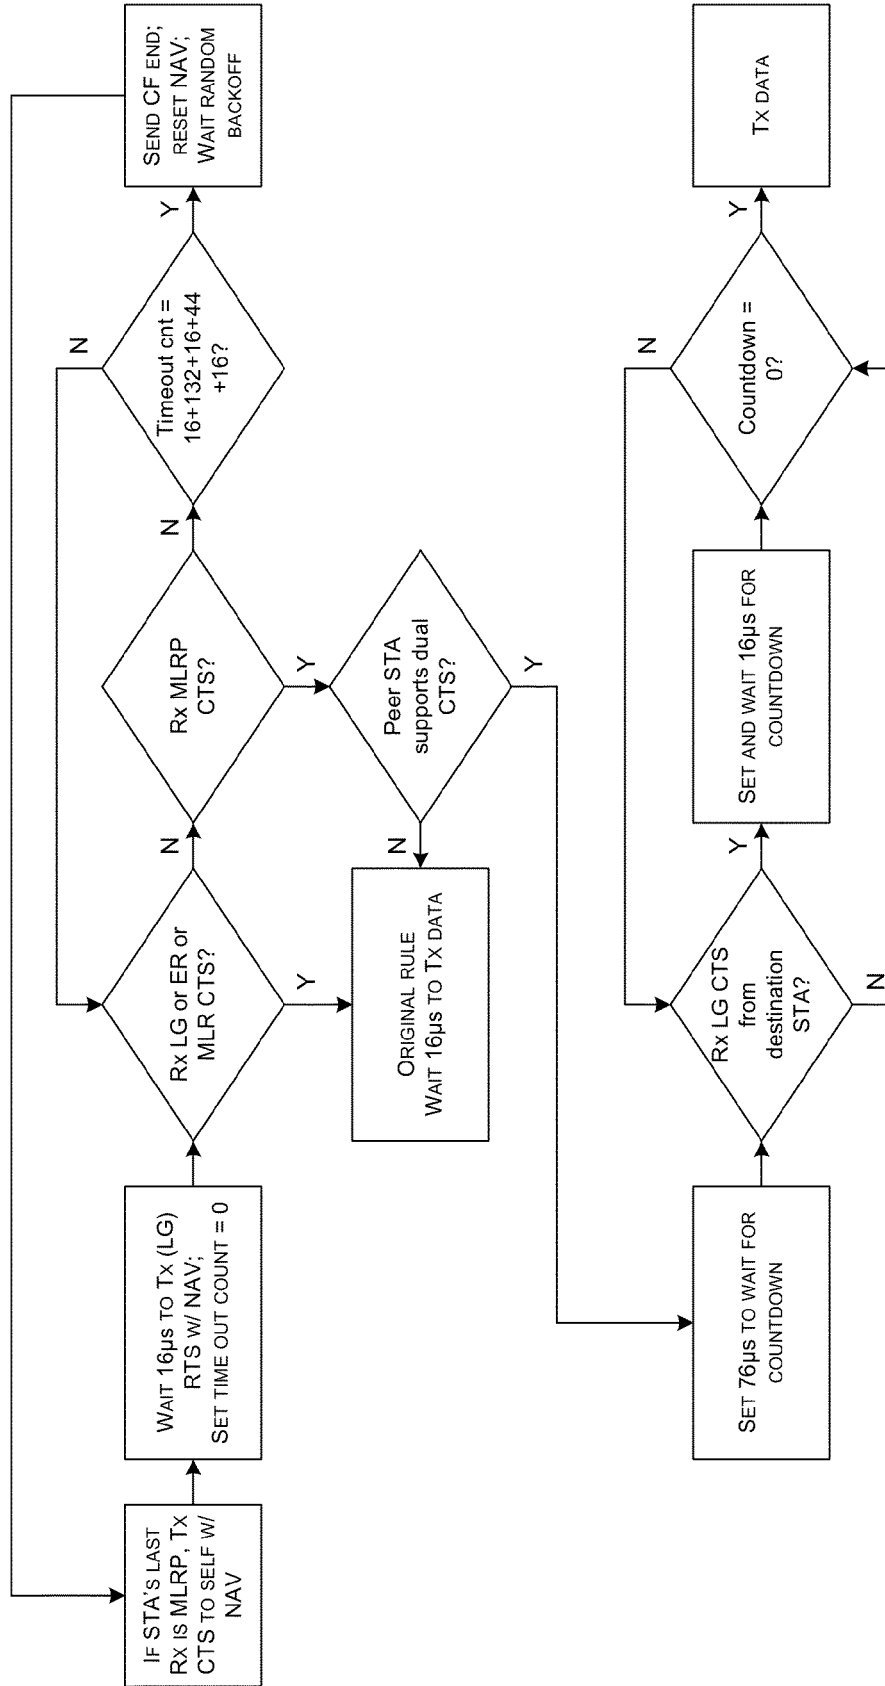 IF STA'S LAST
RX IS MLRP, TX
CTS TO SELF W/
NAV
WAIT 16µS TO TX (LG)
RTS W/ NAV;
SET TIME OUT COUNT = 0
Rx LG or ER or
MLR CTS?
N
Y
Rx MLRP
CTS?
N
Y
Timeout cnt =
16+132+16+44
+16?
N
Y
SEND CF END;
RESET NAV;
WAIT RANDOM
BACKOFF
ORIGINAL RULE
WAIT 16µS TO TX DATA
Peer STA
supports dual
CTS?
N
Y
SET 76µS TO WAIT FOR
COUNTDOWN
Rx LG CTS
from
destination
STA?
Y
N
SET AND WAIT 16µS FOR
COUNTDOWN
Countdown =
0?
N
Y
TX DATA